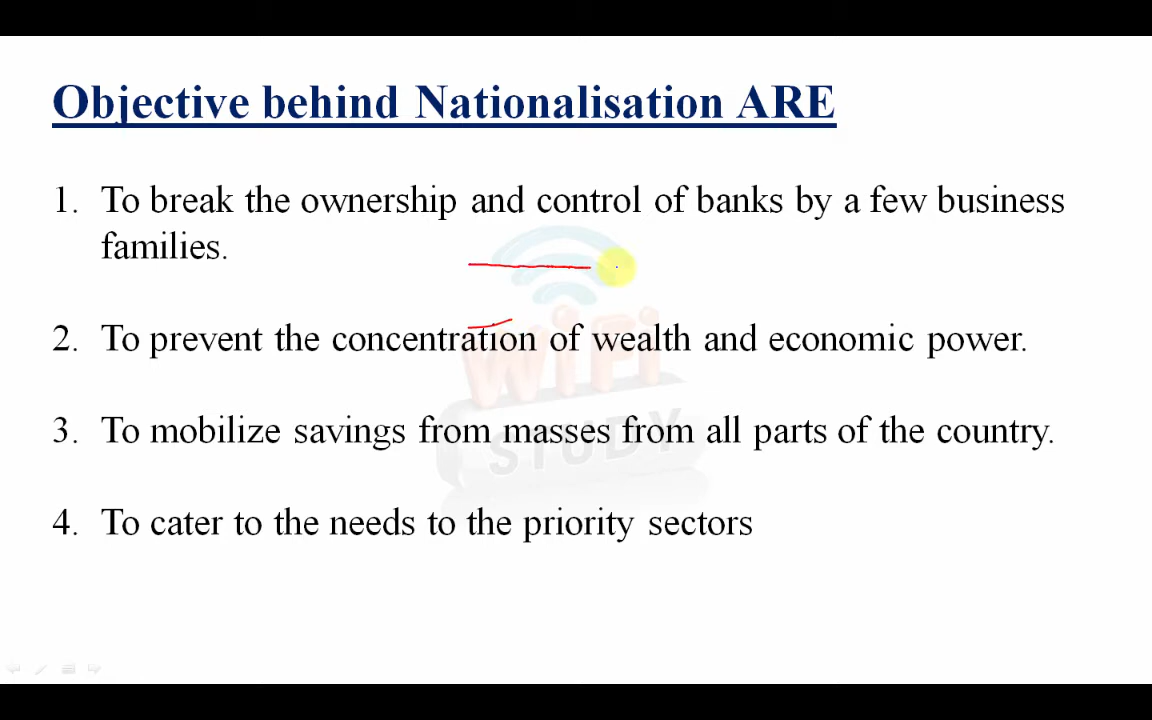 Objective behind Nationalisation ARE
1. To break the ownership and control of banks by a few business
families.
2. To prevent the concentration of wealth and economic power.
3. To mobilize savings from masses from all parts of the country.
4. To cater to the needs to the priority sectors
WiFi
STUDY